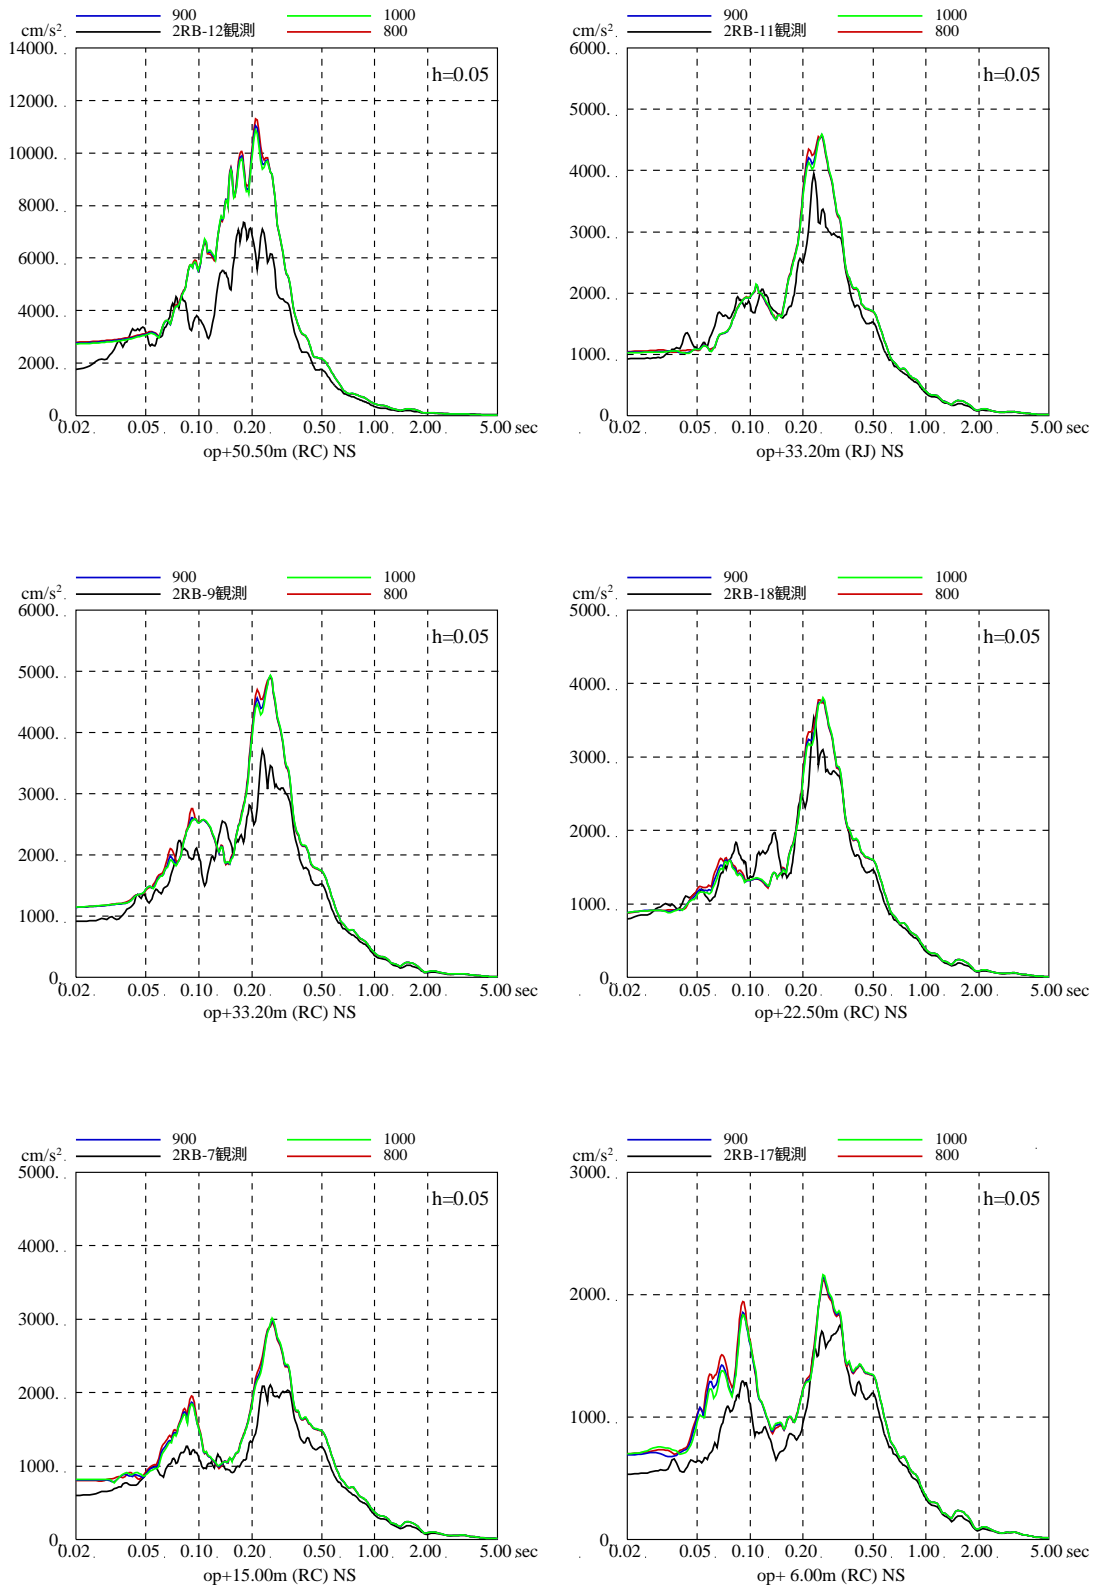 900 1000
cm/s². 2RB-12観測 800
14000.
h=0.05
12000.
10000.
8000.
6000.
4000.
2000.
0.
0.02 0.05 0.10 0.20 0.50 1.00 2.00 5.00 sec
op+50.50m (RC) NS
900 1000
cm/s². 2RB-11観測 800
6000.
h=0.05
5000.
4000.
3000.
2000.
1000.
0.
0.02 0.05 0.10 0.20 0.50 1.00 2.00 5.00 sec
op+33.20m (RJ) NS
900 1000
cm/s². 2RB-9観測 800
6000.
h=0.05
5000.
4000.
3000.
2000.
1000.
0.
0.02 0.05 0.10 0.20 0.50 1.00 2.00 5.00 sec
op+33.20m (RC) NS
900 1000
cm/s². 2RB-18観測 800
5000.
h=0.05
4000.
3000.
2000.
1000.
0.
0.02 0.05 0.10 0.20 0.50 1.00 2.00 5.00 sec
op+22.50m (RC) NS
900 1000
cm/s². 2RB-7観測 800
5000.
h=0.05
4000.
3000.
2000.
1000.
0.
0.02 0.05 0.10 0.20 0.50 1.00 2.00 5.00 sec
op+15.00m (RC) NS
900 1000
cm/s². 2RB-17観測 800
3000.
h=0.05
2000.
1000.
0.
0.02 0.05 0.10 0.20 0.50 1.00 2.00 5.00 sec
op+ 6.00m (RC) NS